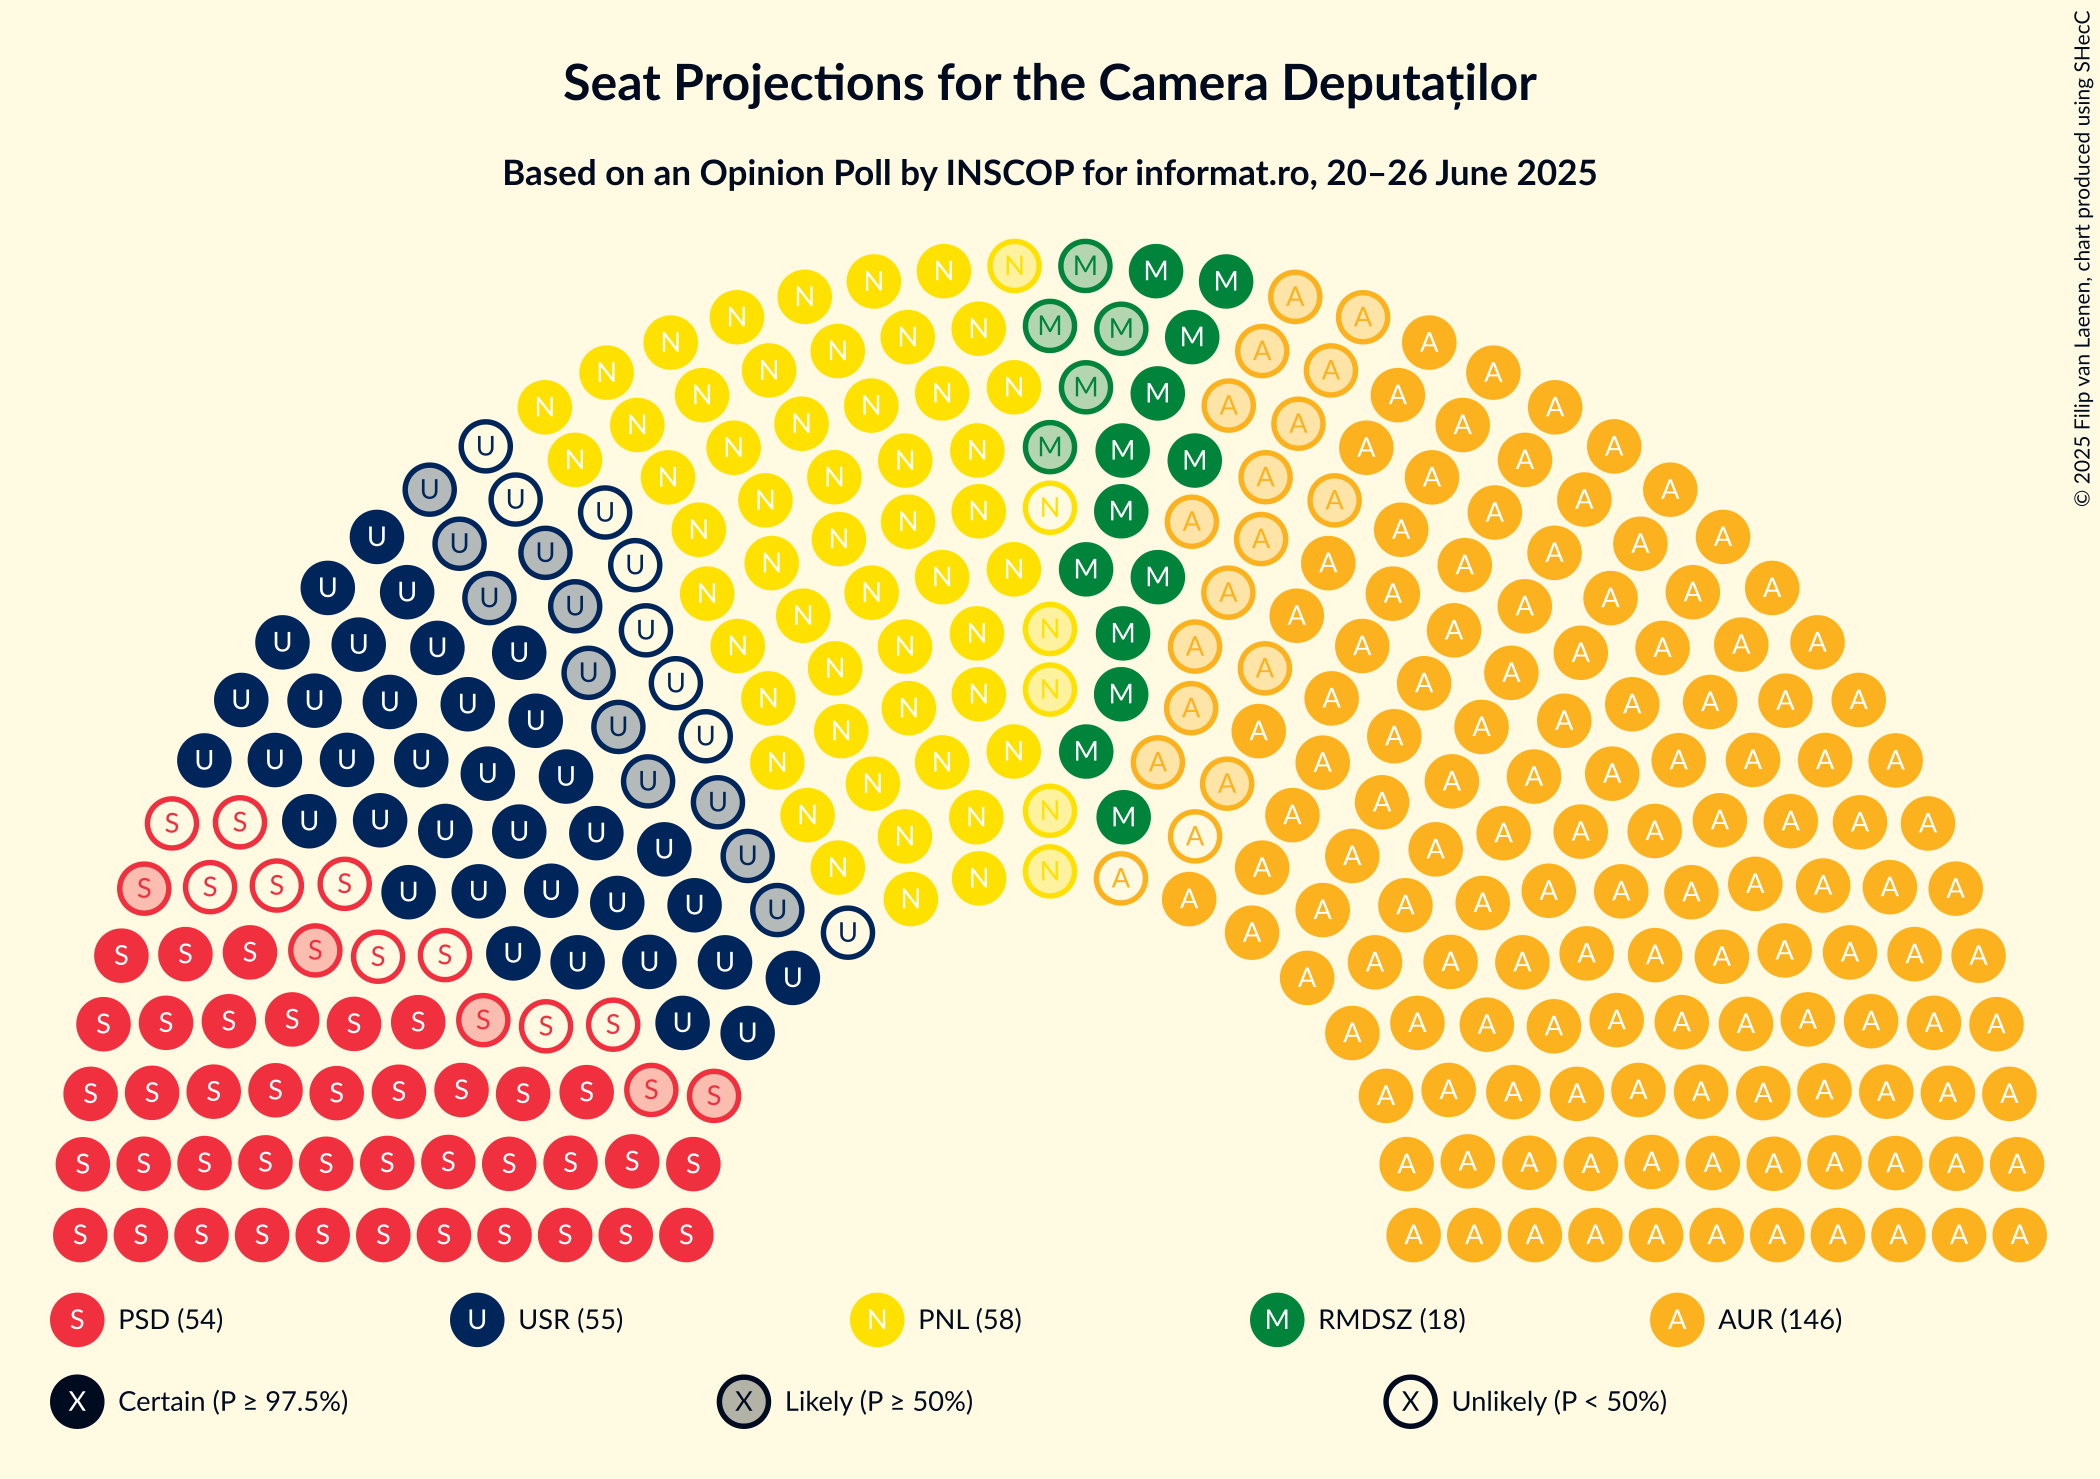 Seat Projections for the Camera Deputaților
Based on an Opinion Poll by INSCOP for informat.ro, 20–26 June 2025
© 2025 Filip van Laenen, chart produced using SHecC
S PSD (54)
U USR (55)
N PNL (58)
M RMDSZ (18)
A AUR (146)
X Certain (P ≥ 97.5%)
X Likely (P ≥ 50%)
X Unlikely (P < 50%)